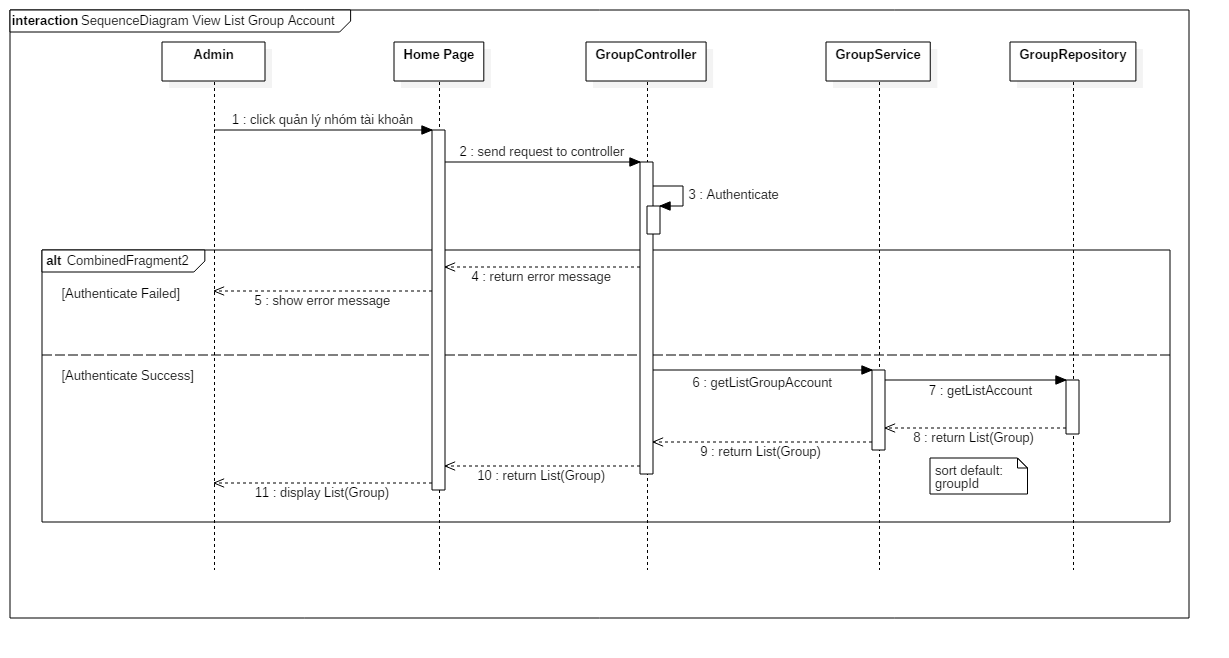 interaction SequenceDiagram View List Group Account
Admin
Home Page
GroupController
GroupService
GroupRepository
1 : click quản lý nhóm tài khoản
2 : send request to controller
3 : Authenticate
alt CombinedFragment2
4 : return error message
[Authenticate Failed]
5 : show error message
[Authenticate Success]
6 : getListGroupAccount
7 : getListAccount
8 : return List(Group)
9 : return List(Group)
sort default:
groupId
10 : return List(Group)
11 : display List(Group)